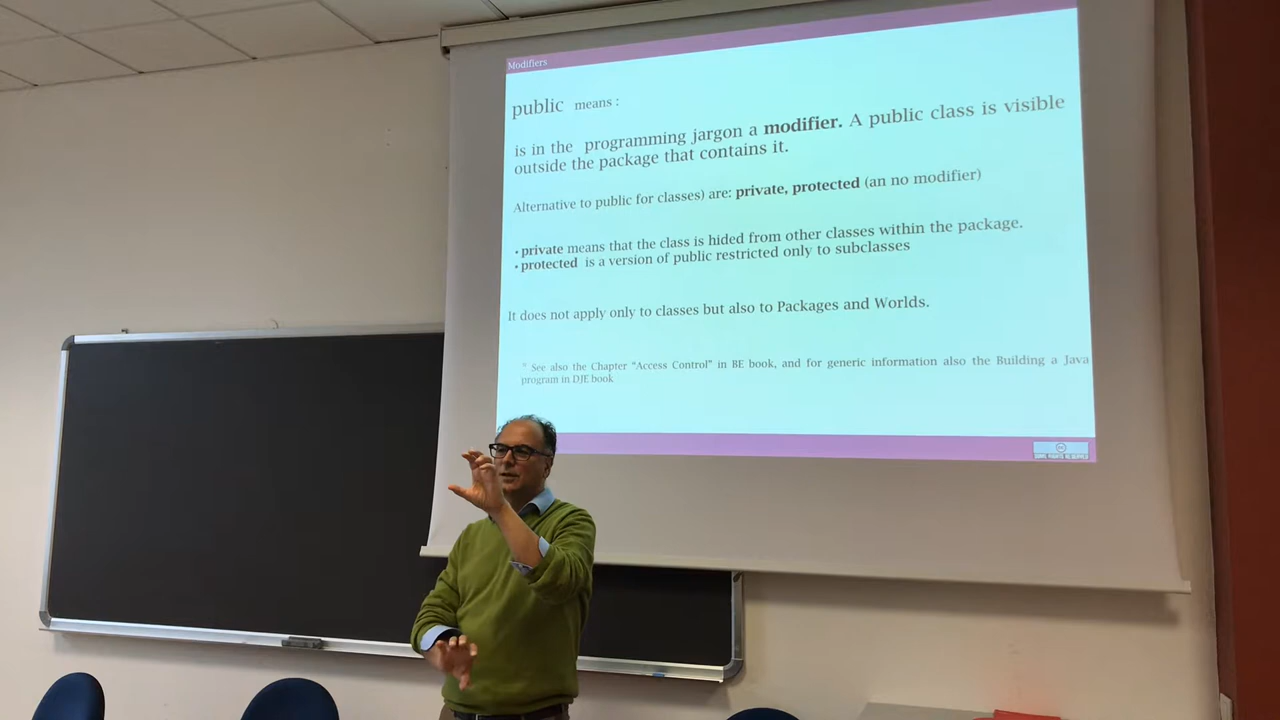 Modifiers
public means :
is in the programming jargon a modifier. A public class is visible
outside the package that contains it.
Alternative to public for classes) are: private, protected (an no modifier)
• private means that the class is hided from other classes within the package.
• protected is a version of public restricted only to subclasses
It does not apply only to classes but also to Packages and Worlds.
* See also the Chapter “Access Control” in BE book, and for generic information also the Building a Java
program in DJE book